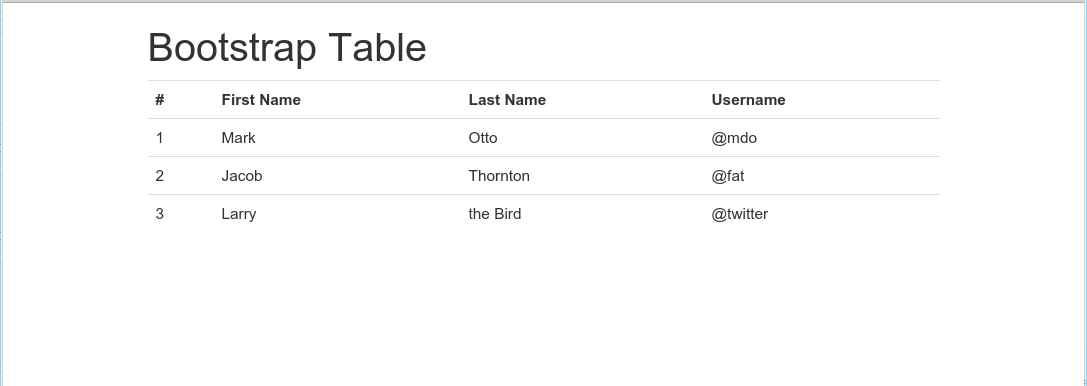 Bootstrap Table
# First Name Last Name Username
1 Mark Otto @mdo
2 Jacob Thornton @fat
3 Larry the Bird @twitter